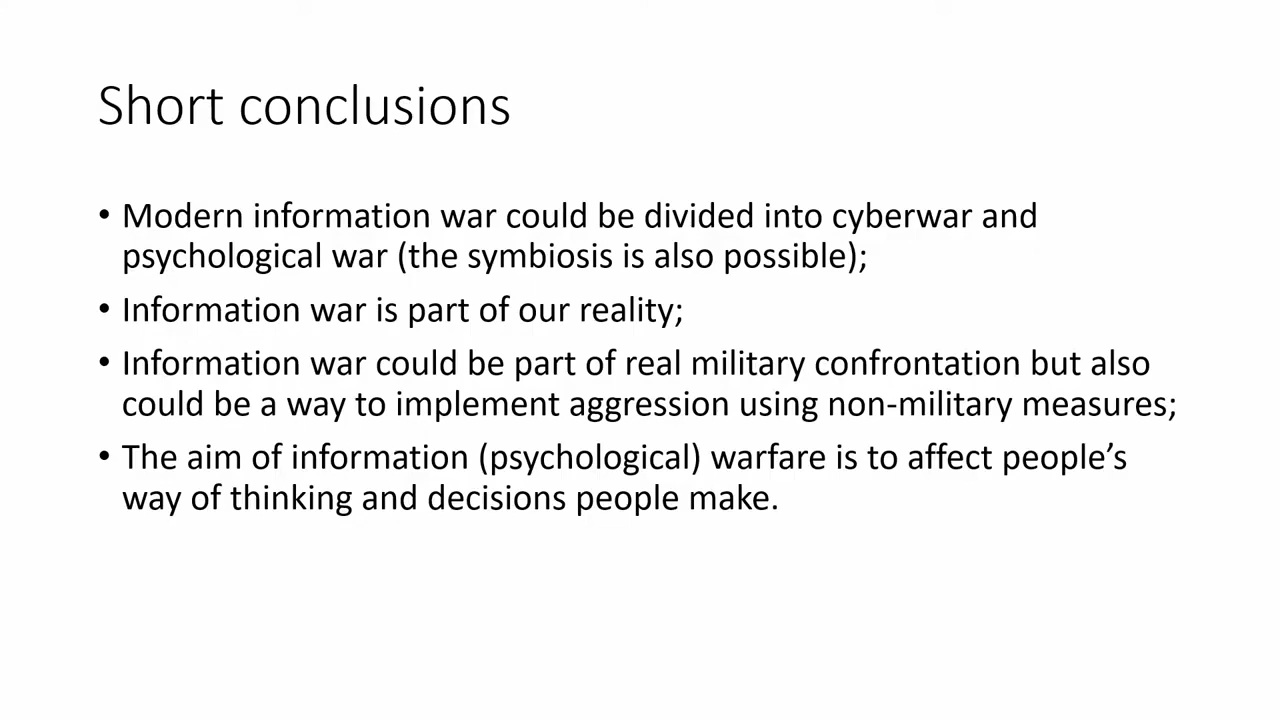 Short conclusions
• Modern information war could be divided into cyberwar and
psychological war (the symbiosis is also possible);
• Information war is part of our reality;
• Information war could be part of real military confrontation but also
could be a way to implement aggression using non-military measures;
• The aim of information (psychological) warfare is to affect people’s
way of thinking and decisions people make.